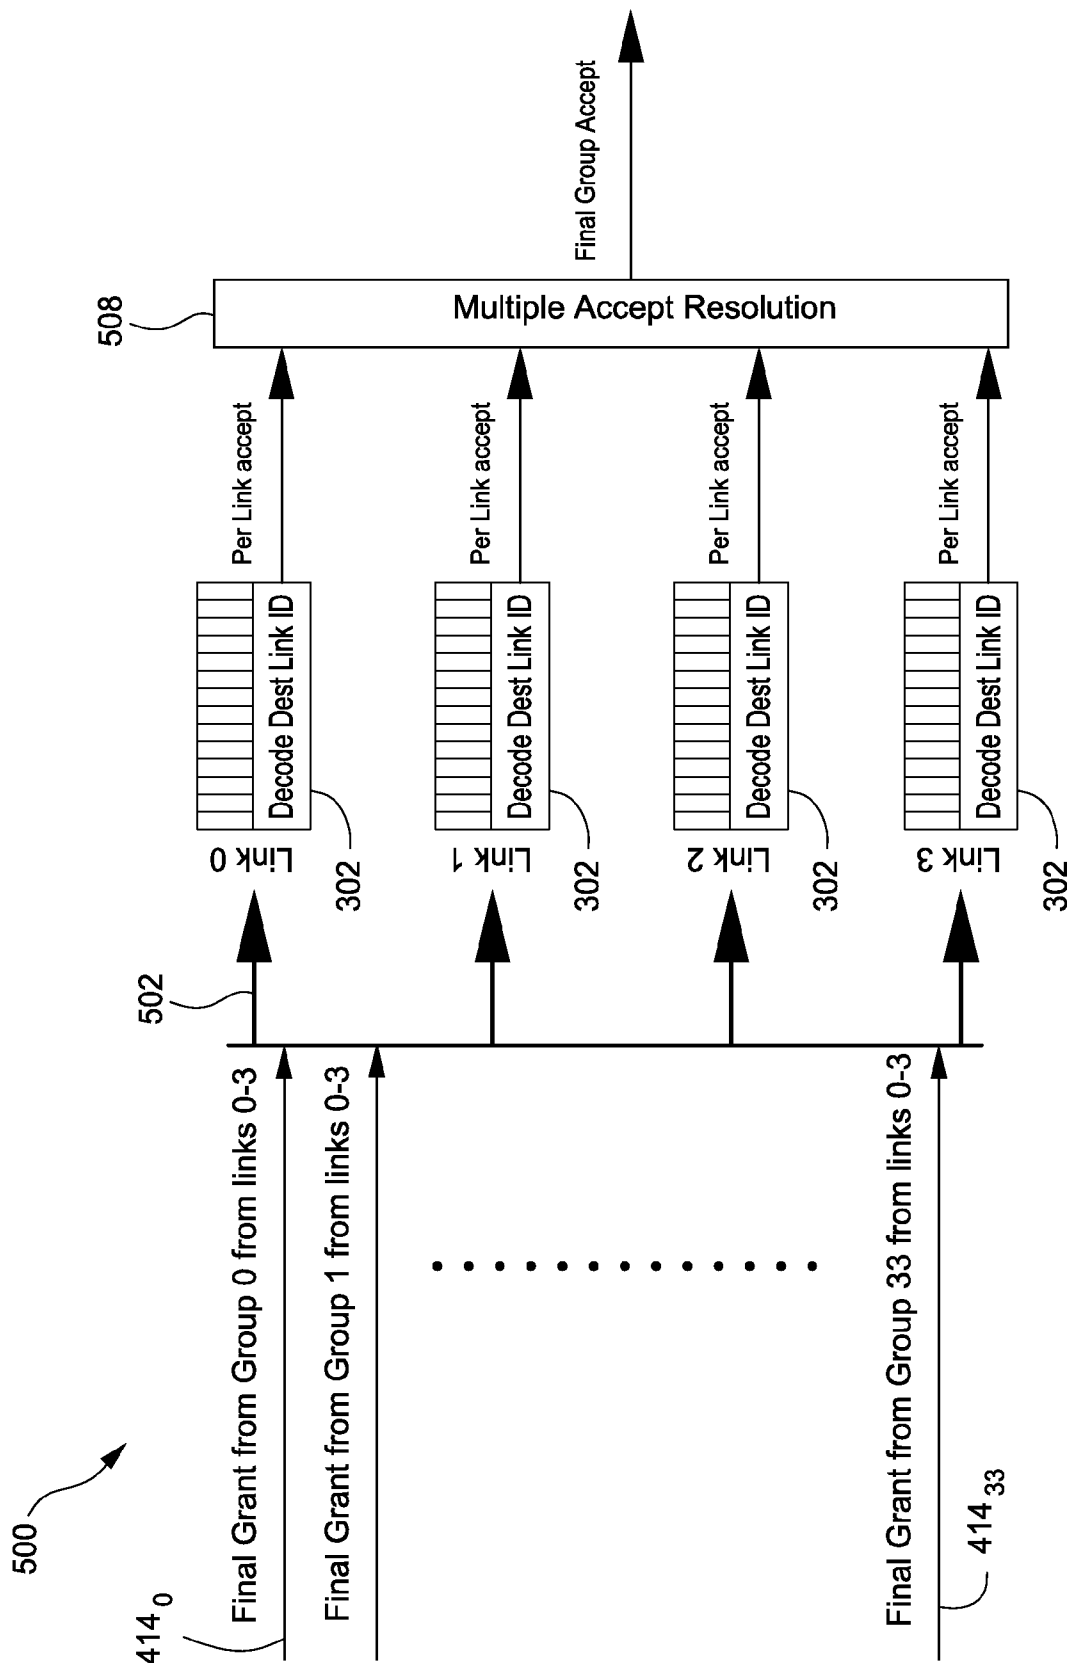 500
414₀
Final Grant from Group 0 from links 0-3
Final Grant from Group 1 from links 0-3
Final Grant from Group 33 from links 0-3
414₃₃
502
Link 0
Decode Dest Link ID
302
Per Link accept
Link 1
Decode Dest Link ID
302
Per Link accept
Link 2
Decode Dest Link ID
302
Per Link accept
Link 3
Decode Dest Link ID
302
Per Link accept
508
Multiple Accept Resolution
Final Group Accept